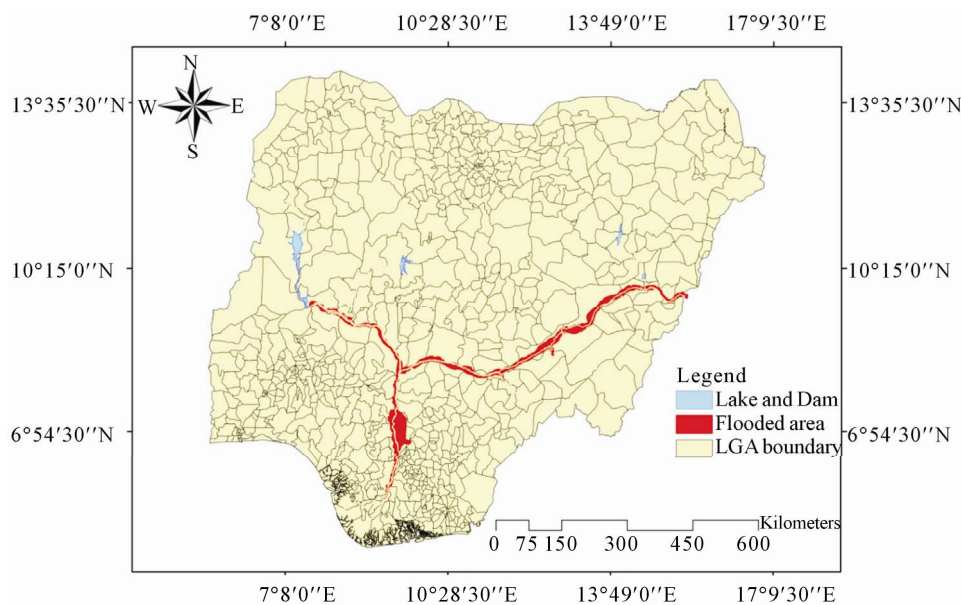 7°8′0′′E 10°28′30′′E 13°49′0′′E 17°9′30′′E
N
W E
S
13°35′30′′N 13°35′30′′N
10°15′0′′N 10°15′0′′N
Legend
Lake and Dam
6°54′30′′N Flooded area 6°54′30′′N
LGA boundary
Kilometers
0 75 150 300 450 600
7°8′0′′E 10°28′30′′E 13°49′0′′E 17°9′30′′E